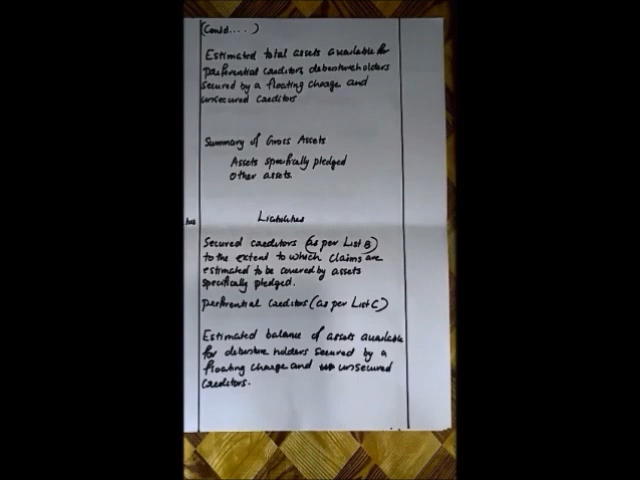 (Contd....)
Estimated total assets available for
preferential creditors, debentureholders
secured by a floating charge and
unsecured creditors
Summary of Gross Assets
Assets specifically pledged
Other assets.
Liabilities
Secured creditors (as per List B)
to the extend to which claims are
estimated to be covered by assets
specifically pledged.
preferential creditors (as per List C)
Estimated balance of assets available
for debenture holders secured by a
floating charge and unsecured
creditors.